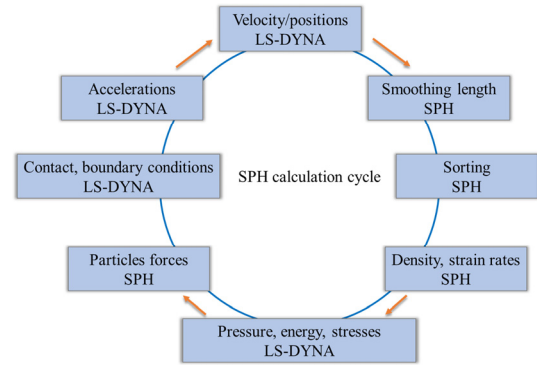 Velocity/positions
LS-DYNA
Accelerations
LS-DYNA
Smoothing length
SPH
Contact, boundary conditions
LS-DYNA
SPH calculation cycle
Sorting
SPH
Particles forces
SPH
Density, strain rates
SPH
Pressure, energy, stresses
LS-DYNA